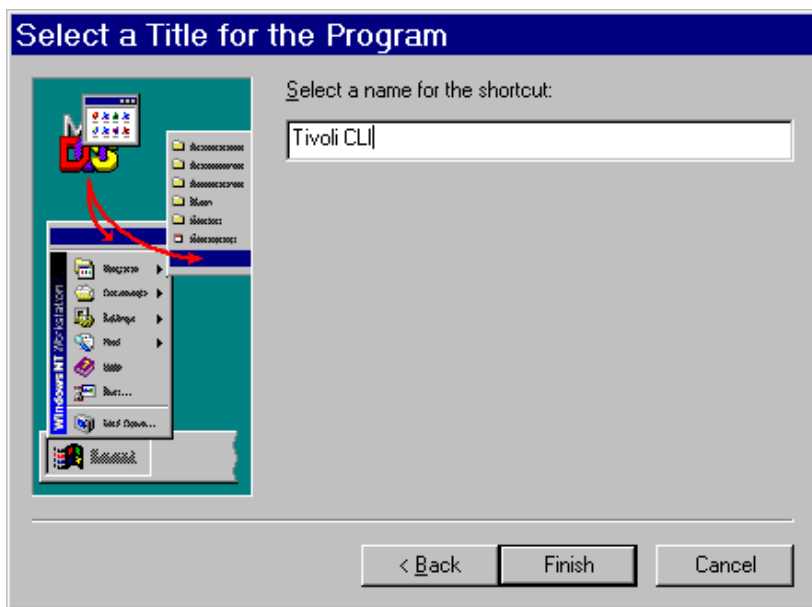 Select a Title for the Program
Select a name for the shortcut:
Tivoli CLI
Windows NT Workstation
< Back
Finish
Cancel